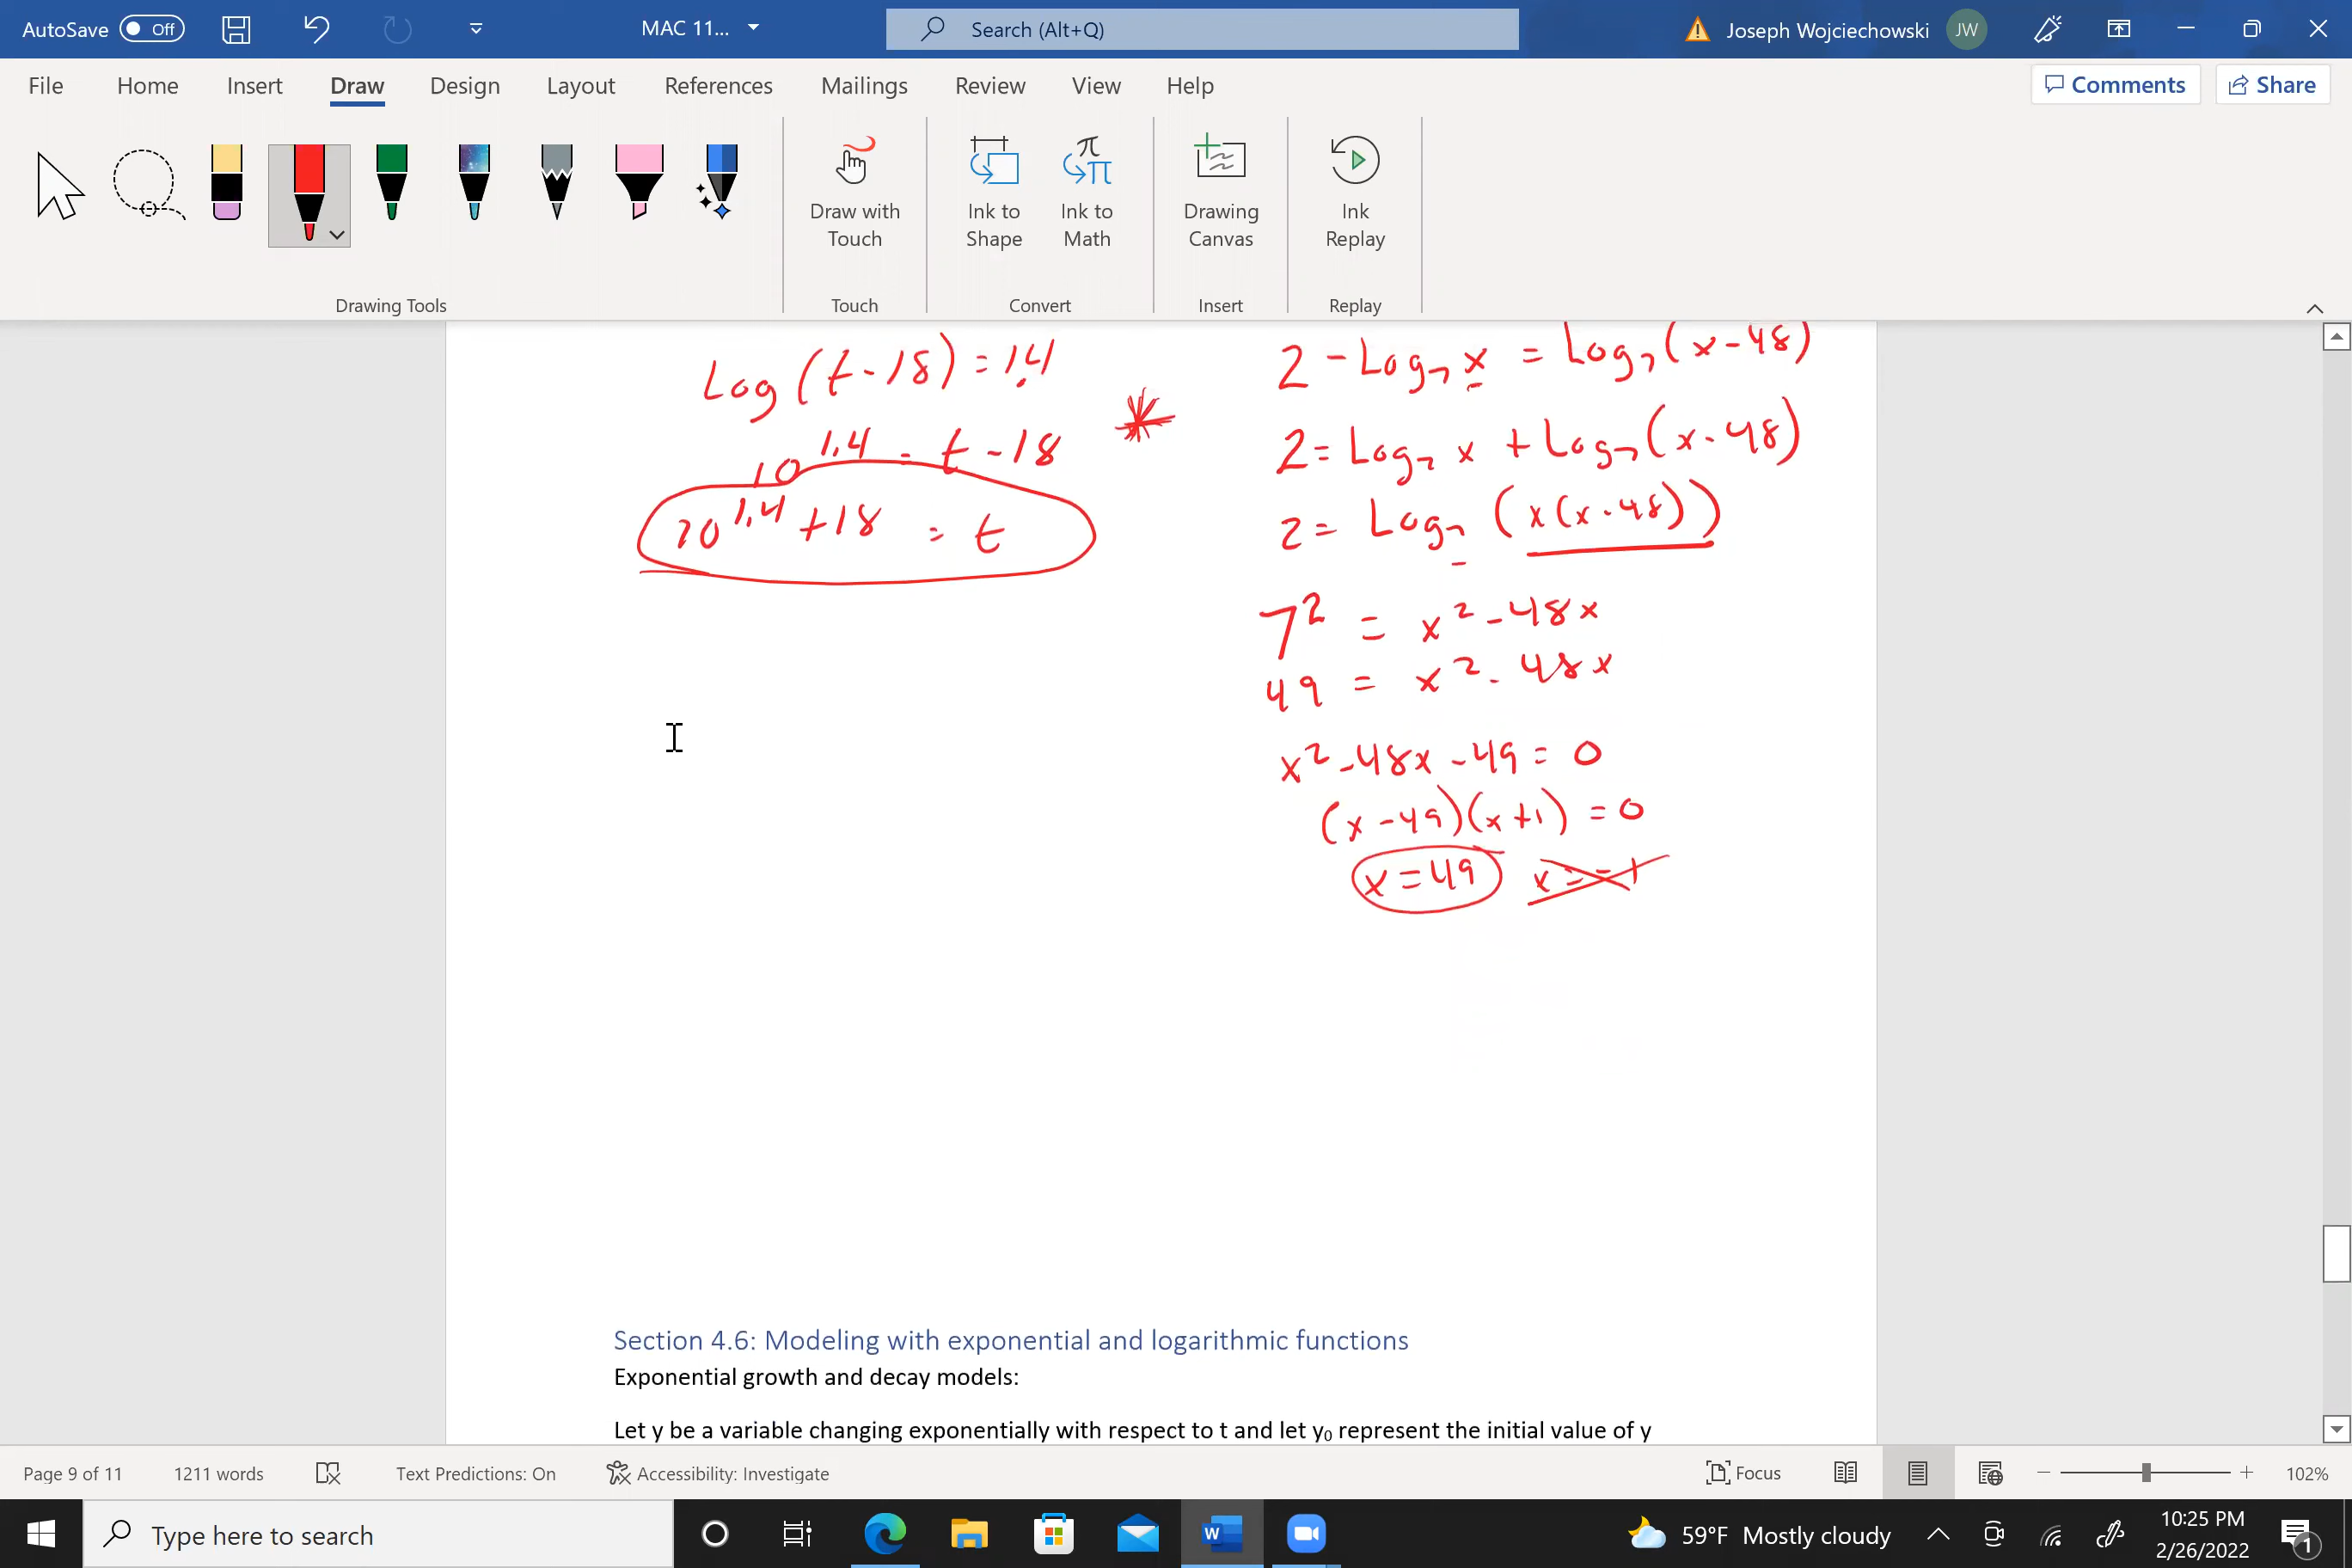 AutoSave Off MAC 11... Search (Alt+Q) Joseph Wojciechowski JW
File Home Insert Draw Design Layout References Mailings Review View Help Comments Share
Draw with Touch
Ink to Shape
Ink to Math
Drawing Canvas
Ink Replay
Drawing Tools Touch Convert Insert Replay
Log (t-18) = 1.4
10^1.4 = t-18
10^1.4 + 18 = t
*
2 - Log₇ x = Log₇ (x-48)
2 = Log₇ x + Log₇ (x-48)
2 = Log₇ (x(x-48))
7² = x² - 48x
49 = x² - 48x
x² - 48x - 49 = 0
(x-49)(x+1) = 0
x = 49 x = -1
Section 4.6: Modeling with exponential and logarithmic functions
Exponential growth and decay models:
Let y be a variable changing exponentially with respect to t and let y₀ represent the initial value of y
Page 9 of 11 1211 words Text Predictions: On Accessibility: Investigate Focus 102%
Type here to search W 59°F Mostly cloudy 10:25 PM
2/26/2022 1